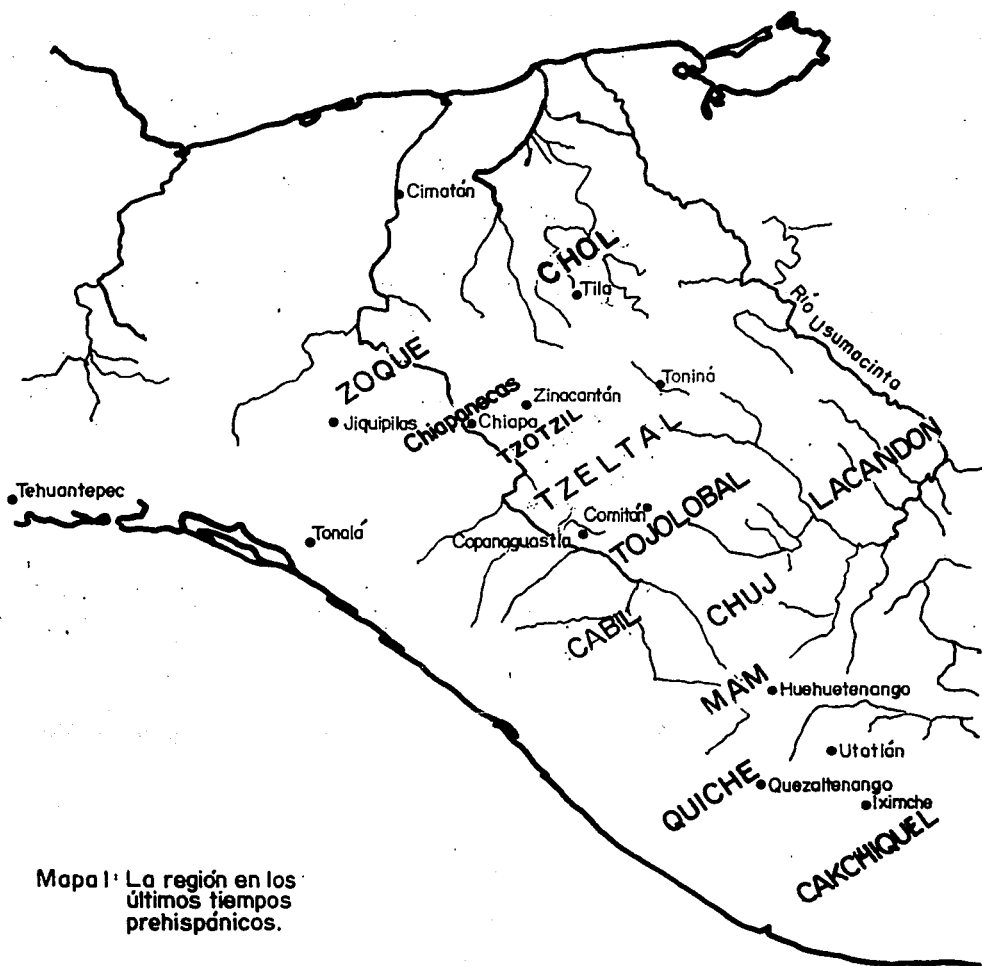 Cimatán
CHOL
Tila
Río Usumacinta
ZOQUE
Toniná
Chiapanecas
Zinacantán
Jiquipilas
Chiapa
TZOTZIL
TZELTAL
LACANDON
Tehuantepec
Comitán
TOJOLOBAL
Tonalá
Copanaguastla
CHUJ
CABIL
MAM
Huehuetenango
Utatlán
QUICHE
Quezaltenango
Iximche
CAKCHIQUEL
Mapa 1: La región en los
últimos tiempos
prehispánicos.